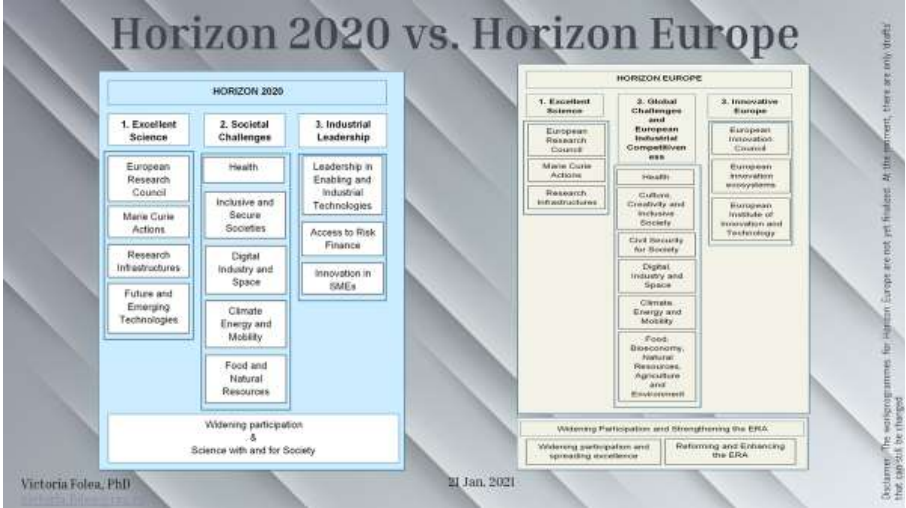 Horizon 2020 vs. Horizon Europe
HORIZON 2020
1. Excellent
Science
European
Research
Council
Marie Curie
Actions
Research
Infrastructures
Future and
Emerging
Technologies
2. Societal
Challenges
Health
Inclusive and
Secure
Societies
Digital
Industry and
Space
Climate
Energy and
Mobility
Food and
Natural
Resources
3. Industrial
Leadership
Leadership in
Enabling and
Industrial
Technologies
Access to Risk
Finance
Innovation in
SMEs
Widening participation
&
Science with and for Society
HORIZON EUROPE
1. Excellent
Science
European
Research
Council
Marie Curie
Actions
Research
Infrastructures
2. Global
Challenges
and
European
Industrial
Competitiven
ess
Health
Culture,
Creativity and
Inclusive
Society
Civil Security
for Society
Digital,
Industry and
Space
Climate,
Energy and
Mobility
Food,
Bioeconomy,
Natural
Resources,
Agriculture
and
Environment
3. Innovative
Europe
European
Innovation
Council
European
innovation
ecosystems
European
Institute of
Innovation and
Technology
Widening Participation and Strengthening the ERA
Widening participation and
spreading excellence
Reforming and Enhancing
the ERA
Victoria Folea, PhD
21 Jan, 2021
Disclaimer: The workprogrammes for Horizon Europe are not yet finalized. At the moment, there are only 'drafts'
that can still be changed